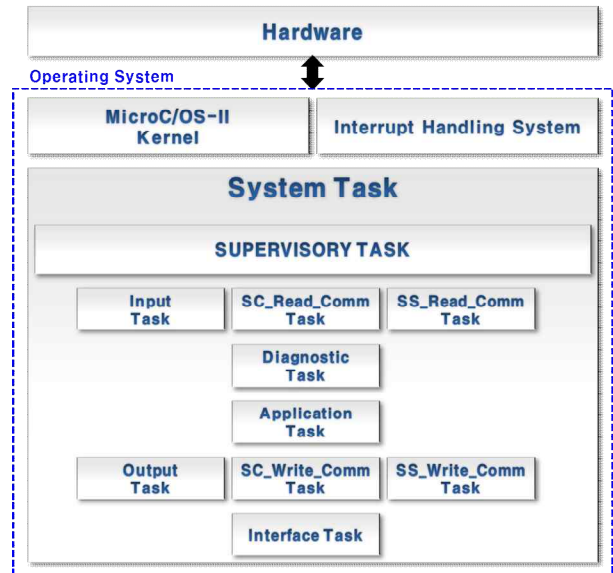 Hardware
Operating System
MicroC/OS-II
Kernel
Interrupt Handling System
System Task
SUPERVISORY TASK
Input
Task
SC_Read_Comm
Task
SS_Read_Comm
Task
Diagnostic
Task
Application
Task
Output
Task
SC_Write_Comm
Task
SS_Write_Comm
Task
Interface Task